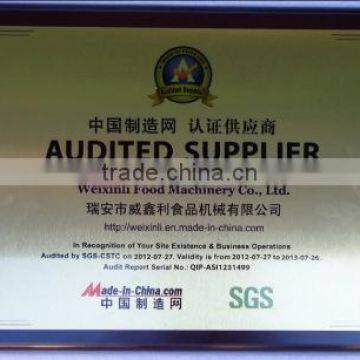 Audited Supplier
中国制造网 认证供应商
AUDITED SUPPLIER
trade.china.cn
Weixinli Food Machinery Co., Ltd.
瑞安市威鑫利食品机械有限公司
http://weixinli.en.made-in-china.com
In Recognition of Your Site Existence & Business Operations
Audited by SGS-CSTC on 2012-07-27. Validity is from 2012-07-27 to 2013-07-26.
Audit Report Serial No.: QIP-ASI1231499
Made-in-China.com
中国制造网
SGS